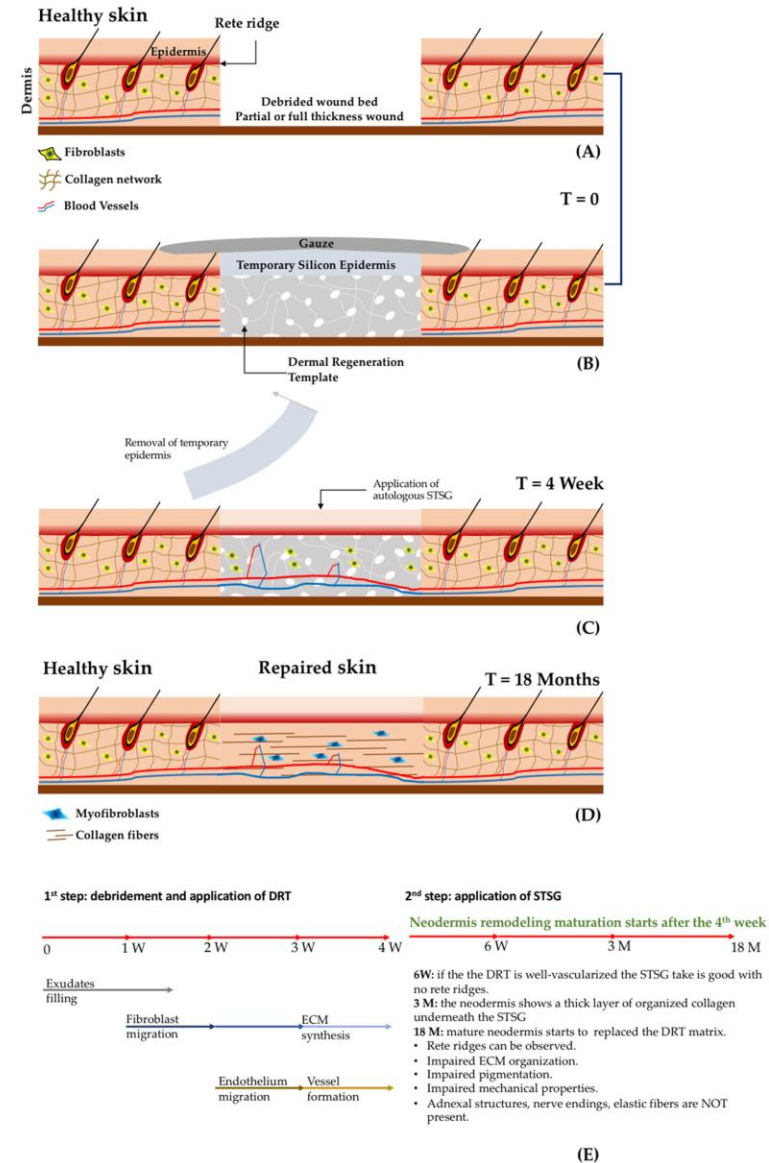 Healthy skin
Rete ridge
Epidermis
Dermis
Debrided wound bed
Partial or full thickness wound
(A)
Fibroblasts
Collagen network
Blood Vessels
T = 0
Gauze
Temporary Silicon Epidermis
Dermal Regeneration
Template
(B)
Removal of temporary
epidermis
Application of
autologous STSG
T = 4 Week
(C)
Healthy skin
Repaired skin
T = 18 Months
Myofibroblasts
Collagen fibers
(D)
1st step: debridement and application of DRT
0
1 W
2 W
3 W
4 W
Exudates
filling
Fibroblast
migration
ECM
synthesis
Endothelium
migration
Vessel
formation
2nd step: application of STSG
Neodermis remodeling maturation starts after the 4th week
6 W
3 M
18 M
6W: if the the DRT is well-vascularized the STSG take is good with
no rete ridges.
3 M: the neodermis shows a thick layer of organized collagen
underneath the STSG
18 M: mature neodermis starts to replaced the DRT matrix.
• Rete ridges can be observed.
• Impaired ECM organization.
• Impaired pigmentation.
• Impaired mechanical properties.
• Adnexal structures, nerve endings, elastic fibers are NOT
present.
(E)